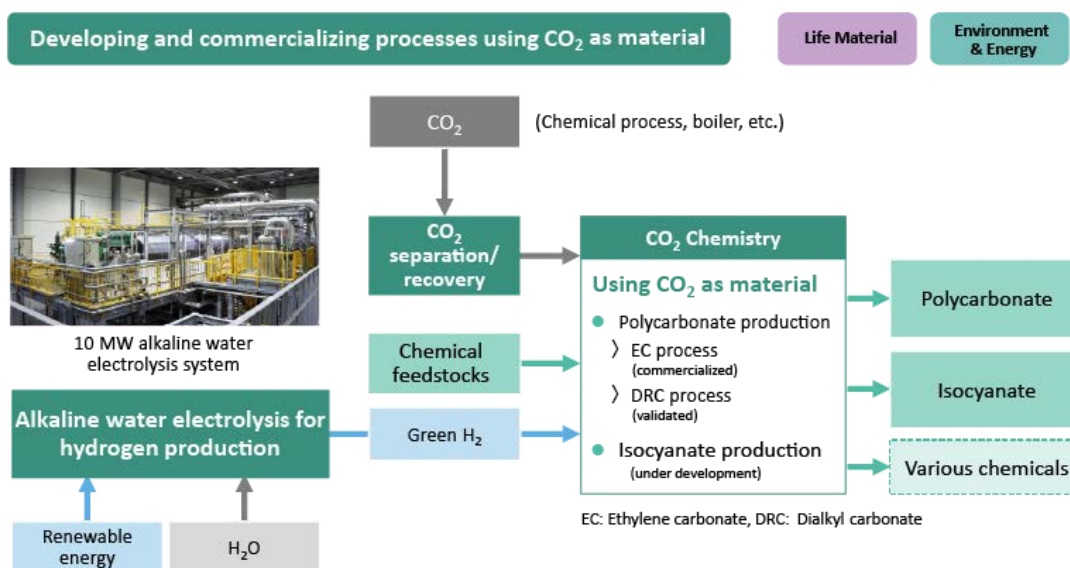 Developing and commercializing processes using CO₂ as material
Life Material
Environment
& Energy
CO₂
(Chemical process, boiler, etc.)
CO₂
separation/
recovery
CO₂ Chemistry
Using CO₂ as material
Polycarbonate production
〉 EC process
(commercialized)
〉 DRC process
(validated)
Isocyanate production
(under development)
Polycarbonate
Isocyanate
Various chemicals
10 MW alkaline water
electrolysis system
Chemical
feedstocks
Alkaline water electrolysis for
hydrogen production
Green H₂
Renewable
energy
H₂O
EC: Ethylene carbonate, DRC: Dialkyl carbonate